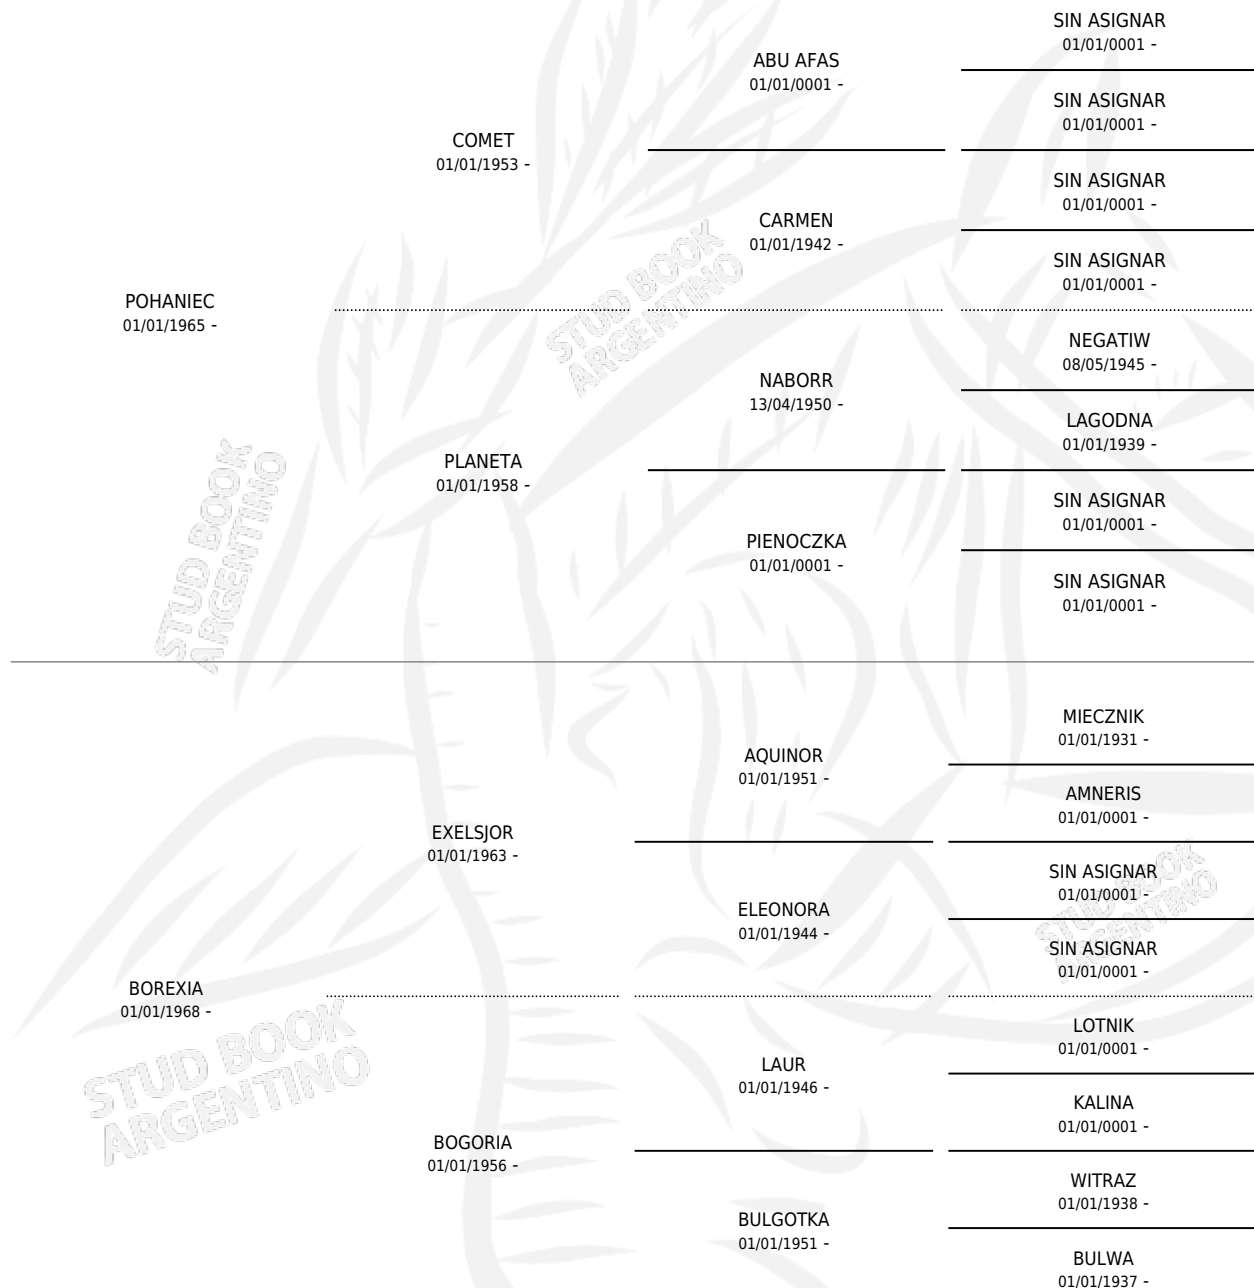 SIN ASIGNAR
01/01/0001 -
ABU AFAS
01/01/0001 -
SIN ASIGNAR
01/01/0001 -
COMET
01/01/1953 -
SIN ASIGNAR
01/01/0001 -
CARMEN
01/01/1942 -
SIN ASIGNAR
01/01/0001 -
STUD BOOK
ARGENTINO
POHANIEC
01/01/1965 -
NEGATIW
08/05/1945 -
NABORR
13/04/1950 -
LAGODNA
01/01/1939 -
PLANETA
01/01/1958 -
SIN ASIGNAR
01/01/0001 -
PIENOCZKA
01/01/0001 -
SIN ASIGNAR
01/01/0001 -
STUD BOOK
ARGENTINO
MIECZNIK
01/01/1931 -
AQUINOR
01/01/1951 -
AMNERIS
01/01/0001 -
EXELSJOR
01/01/1963 -
SIN ASIGNAR
01/01/0001 -
ELEONORA
01/01/1944 -
SIN ASIGNAR
01/01/0001 -
STUD BOOK
ARGENTINO
BOREXIA
01/01/1968 -
LOTNIK
01/01/0001 -
LAUR
01/01/1946 -
KALINA
01/01/0001 -
STUD BOOK
ARGENTINO
BOGORIA
01/01/1956 -
WITRAZ
01/01/1938 -
BULGOTKA
01/01/1951 -
BULWA
01/01/1937 -